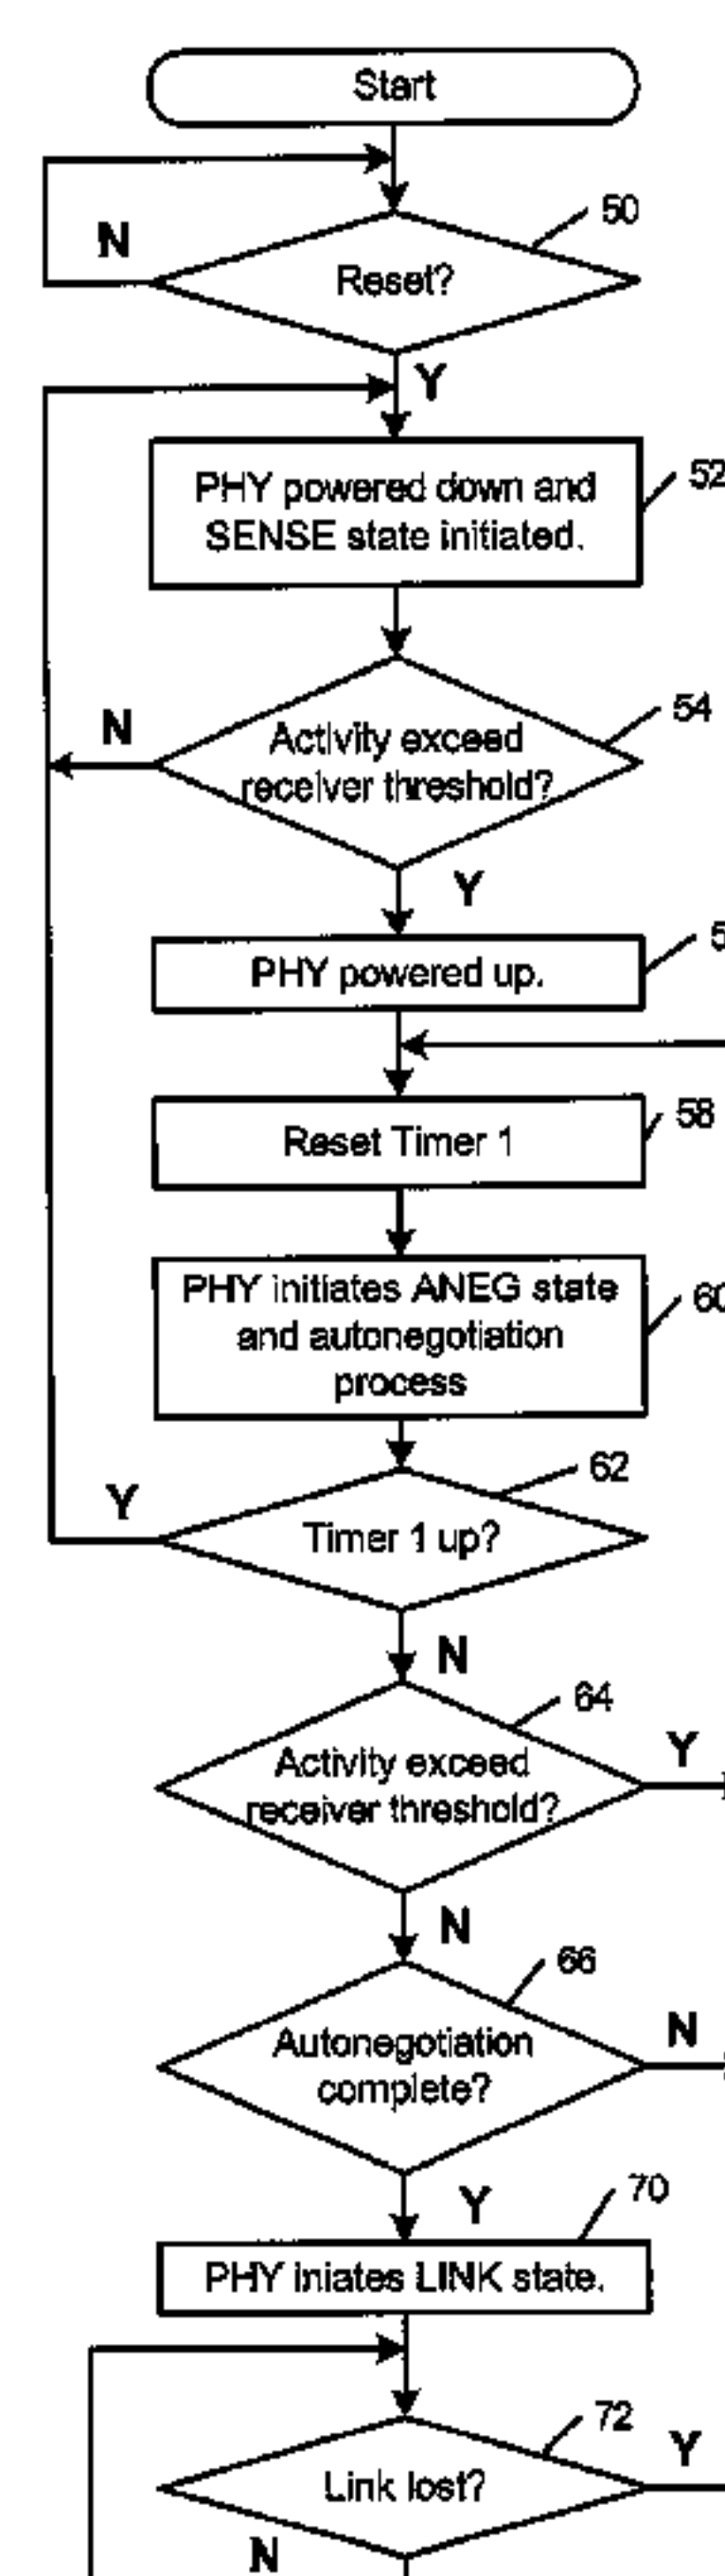 Start
50
N
Reset?
Y
52
PHY powered down and
SENSE state initiated.
54
N
Activity exceed
receiver threshold?
Y
5
PHY powered up.
58
Reset Timer 1
PHY initiates ANEG state
60
and autonegotiation
process
62
Y
Timer 1 up?
N
64
Y
Activity exceed
receiver threshold?
N
66
N
Autonegotiation
complete?
Y
70
PHY iniates LINK state.
72
Y
Link lost?
N